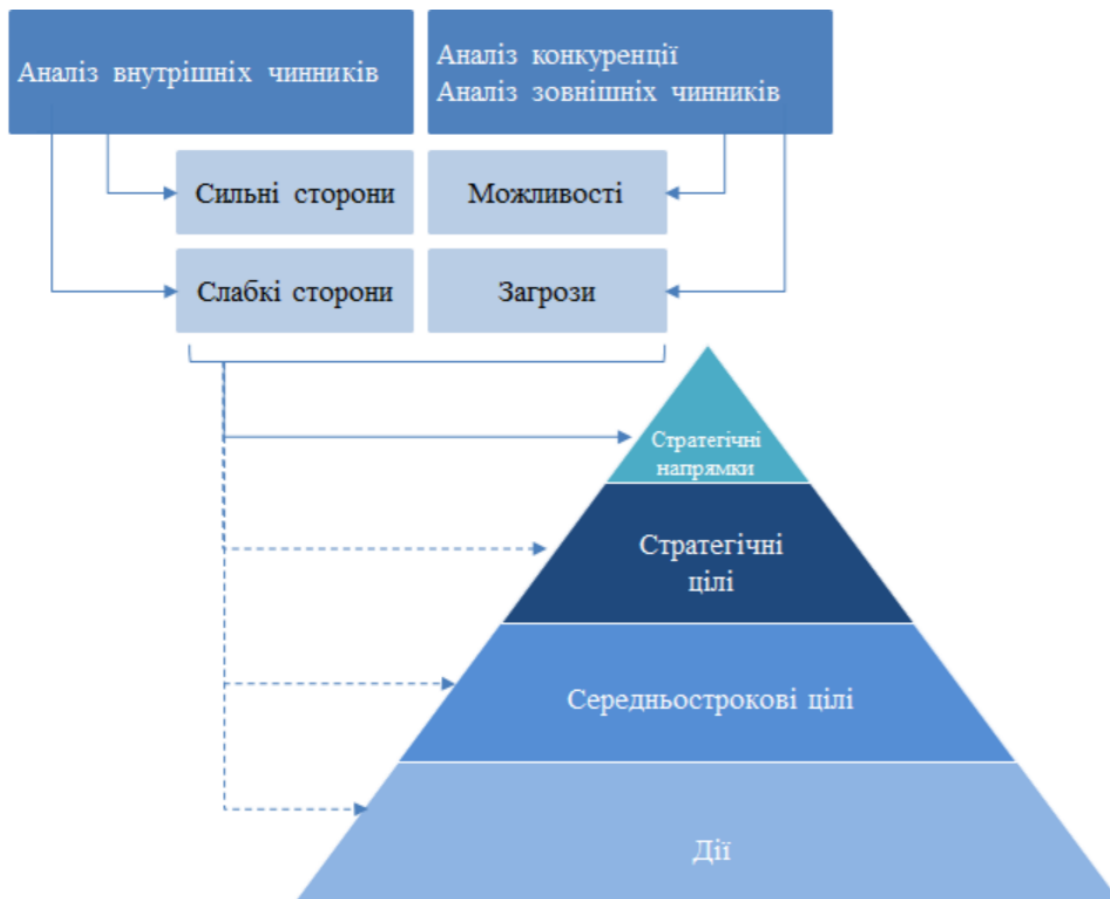 Аналіз внутрішніх чинників
Аналіз конкуренції
Аналіз зовнішніх чинників
Сильні сторони
Можливості
Слабкі сторони
Загрози
Стратегічні
напрямки
Стратегічні
цілі
Середньострокові цілі
Дії